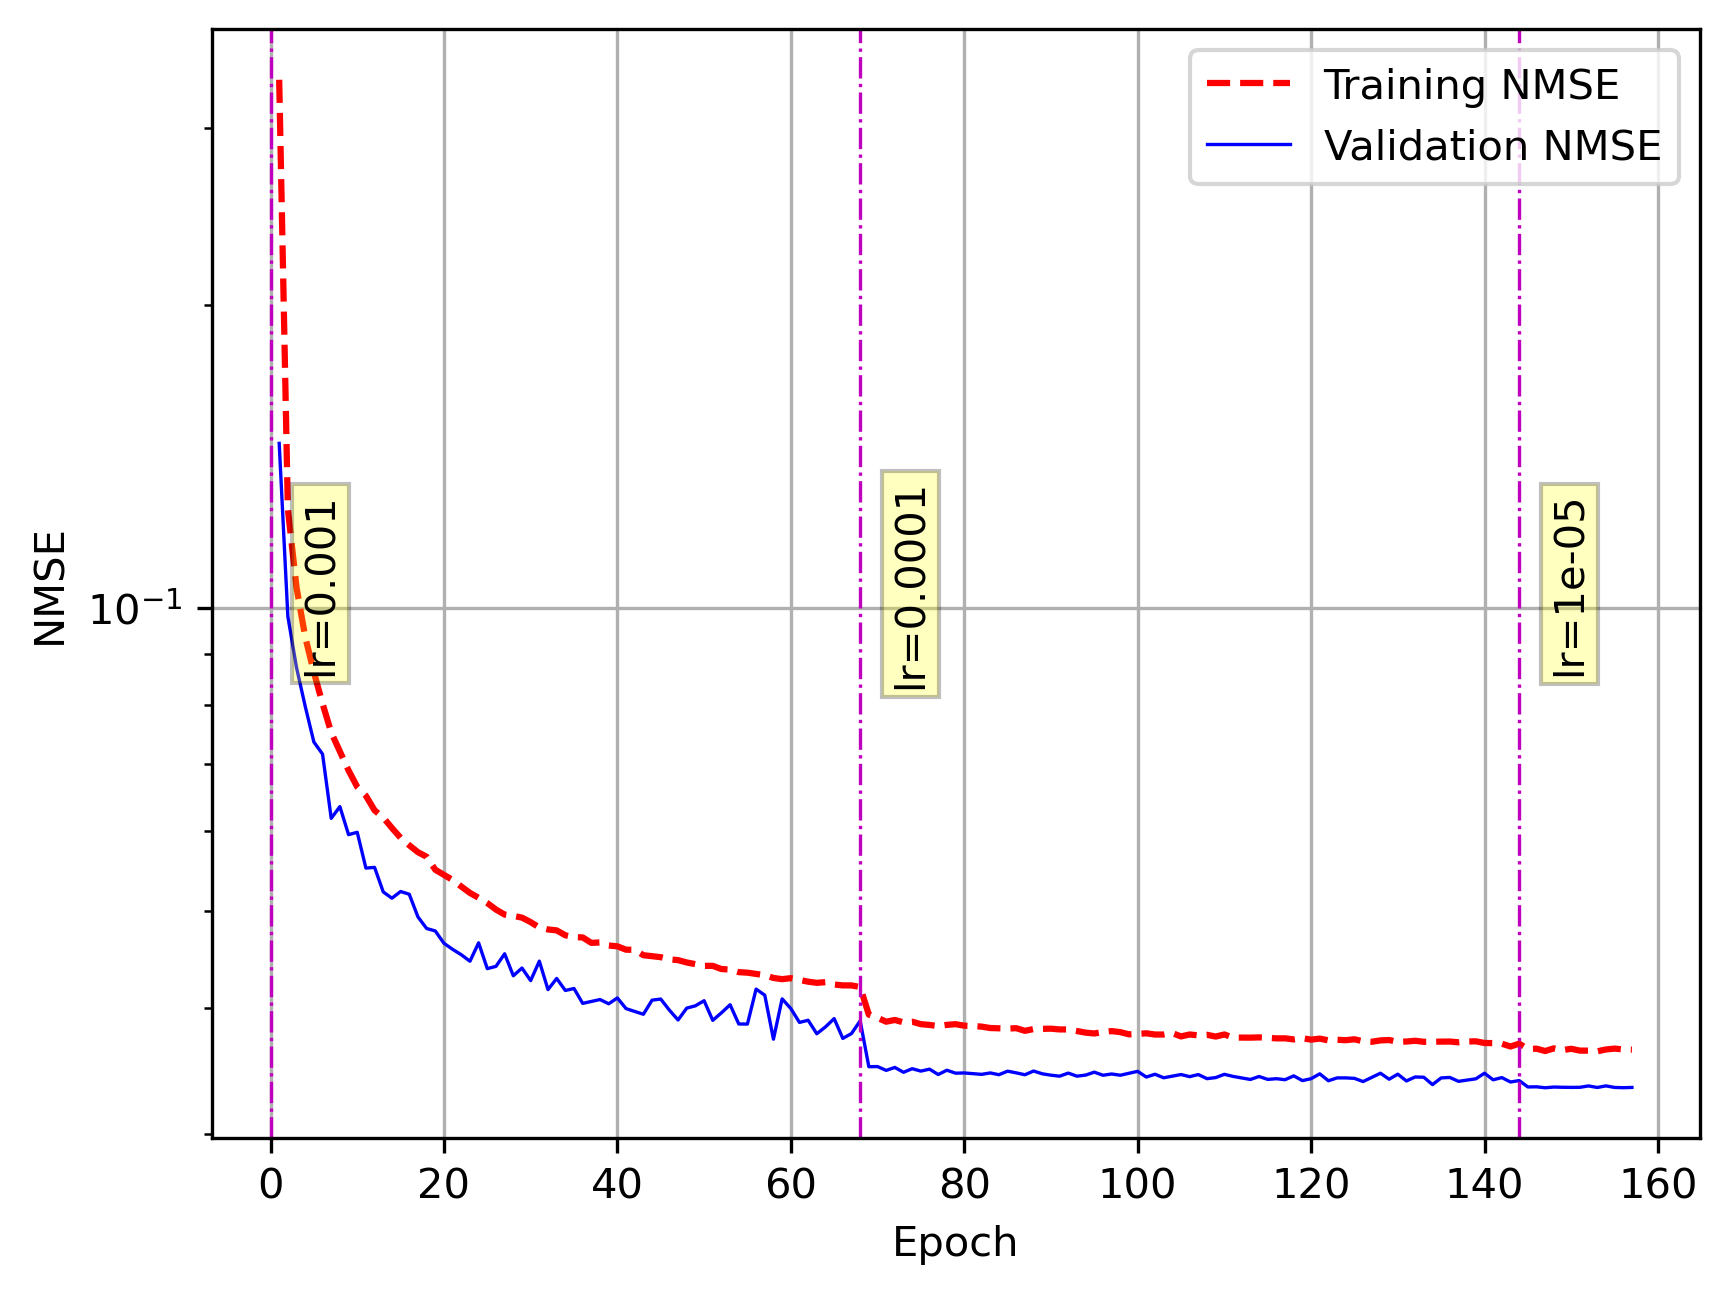 Training NMSE
Validation NMSE
NMSE
10⁻¹
lr=0.001
lr=0.0001
lr=1e-05
0 20 40 60 80 100 120 140 160
Epoch